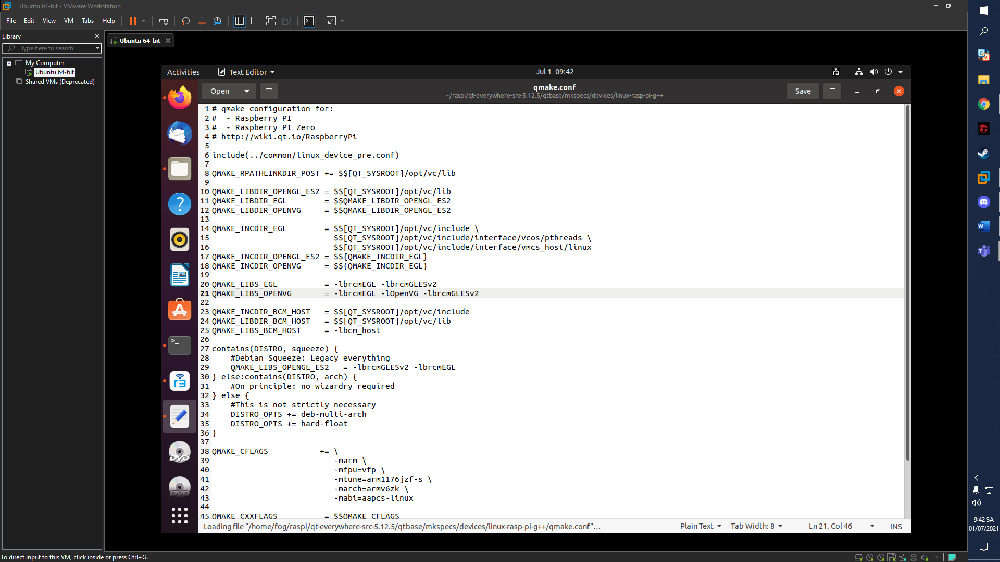 Ubuntu 64-bit - VMware Workstation
File Edit View VM Tabs Help
Library
Type here to search
My Computer
Ubuntu 64-bit
Shared VMs (Deprecated)
Ubuntu 64-bit
Activities Text Editor Jul 1 09:42
Open qmake.conf Save
~/raspi/qt-everywhere-src-5.12.5/qtbase/mkspecs/devices/linux-rasp-pi-g++
1 # qmake configuration for:
2 #  - Raspberry PI
3 #  - Raspberry PI Zero
4 # http://wiki.qt.io/RaspberryPi
5
6 include(../common/linux_device_pre.conf)
7
8 QMAKE_RPATHLINKDIR_POST += $$[QT_SYSROOT]/opt/vc/lib
9
10 QMAKE_LIBDIR_OPENGL_ES2 = $$[QT_SYSROOT]/opt/vc/lib
11 QMAKE_LIBDIR_EGL        = $$QMAKE_LIBDIR_OPENGL_ES2
12 QMAKE_LIBDIR_OPENVG     = $$QMAKE_LIBDIR_OPENGL_ES2
13
14 QMAKE_INCDIR_EGL        = $$[QT_SYSROOT]/opt/vc/include \
15                           $$[QT_SYSROOT]/opt/vc/include/interface/vcos/pthreads \
16                           $$[QT_SYSROOT]/opt/vc/include/interface/vmcs_host/linux
17 QMAKE_INCDIR_OPENGL_ES2 = $${QMAKE_INCDIR_EGL}
18 QMAKE_INCDIR_OPENVG     = $${QMAKE_INCDIR_EGL}
19
20 QMAKE_LIBS_EGL          = -lbrcmEGL -lbrcmGLESv2
21 QMAKE_LIBS_OPENVG       = -lbrcmEGL -lOpenVG -lbrcmGLESv2
22
23 QMAKE_INCDIR_BCM_HOST   = $$[QT_SYSROOT]/opt/vc/include
24 QMAKE_LIBDIR_BCM_HOST   = $$[QT_SYSROOT]/opt/vc/lib
25 QMAKE_LIBS_BCM_HOST     = -lbcm_host
26
27 contains(DISTRO, squeeze) {
28     #Debian Squeeze: Legacy everything
29     QMAKE_LIBS_OPENGL_ES2   = -lbrcmGLESv2 -lbrcmEGL
30 } else:contains(DISTRO, arch) {
31     #On principle: no wizardry required
32 } else {
33     #This is not strictly necessary
34     DISTRO_OPTS += deb-multi-arch
35     DISTRO_OPTS += hard-float
36 }
37
38 QMAKE_CFLAGS           += \
39                           -marm \
40                           -mfpu=vfp \
41                           -mtune=arm1176jzf-s \
42                           -march=armv6zk \
43                           -mabi=aapcs-linux
44
45 QMAKE_CXXFLAGS          = $$QMAKE_CFLAGS
Loading file “/home/fog/raspi/qt-everywhere-src-5.12.5/qtbase/mkspecs/devices/linux-rasp-pi-g++/qmake.conf”… Plain Text Tab Width: 8 Ln 21, Col 46 INS
DVD
DVD
9:42 SA
01/07/2021
To direct input to this VM, click inside or press Ctrl+G.